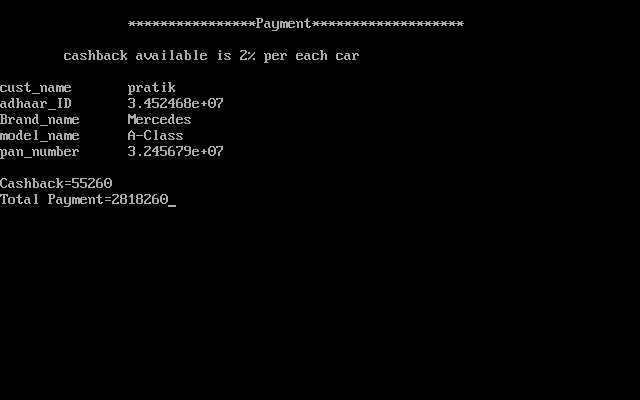 ****************Payment*******************
cashback available is 2% per each car
cust_name pratik
adhaar_ID 3.452468e+07
Brand_name Mercedes
model_name A-Class
pan_number 3.245679e+07
Cashback=55260
Total Payment=2818260_